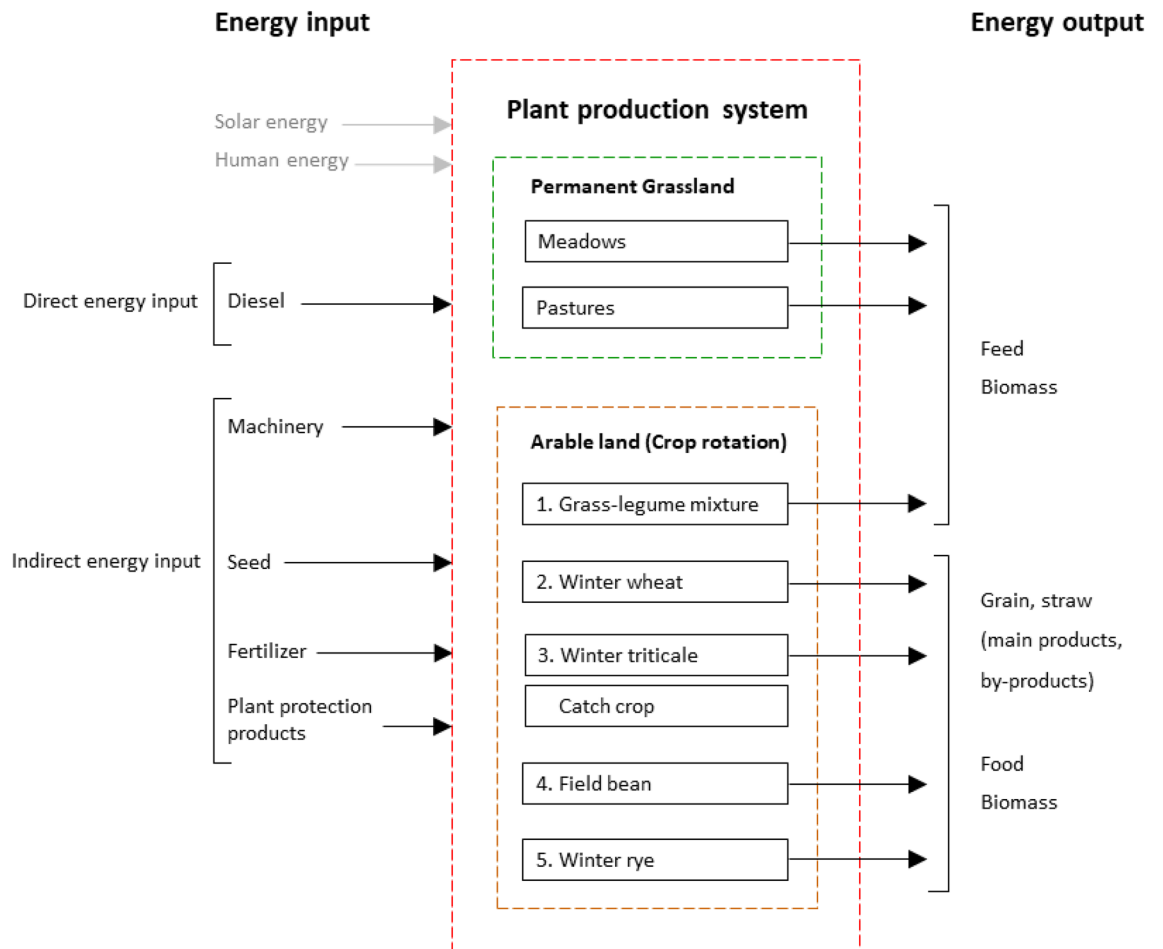 Energy input
Energy output
Plant production system
Solar energy
Human energy
Permanent Grassland
Meadows
Direct energy input
Diesel
Pastures
Feed
Biomass
Machinery
Arable land (Crop rotation)
1. Grass-legume mixture
Indirect energy input
Seed
2. Winter wheat
Grain, straw
(main products,
by-products)
Fertilizer
3. Winter triticale
Plant protection
products
Catch crop
4. Field bean
Food
Biomass
5. Winter rye